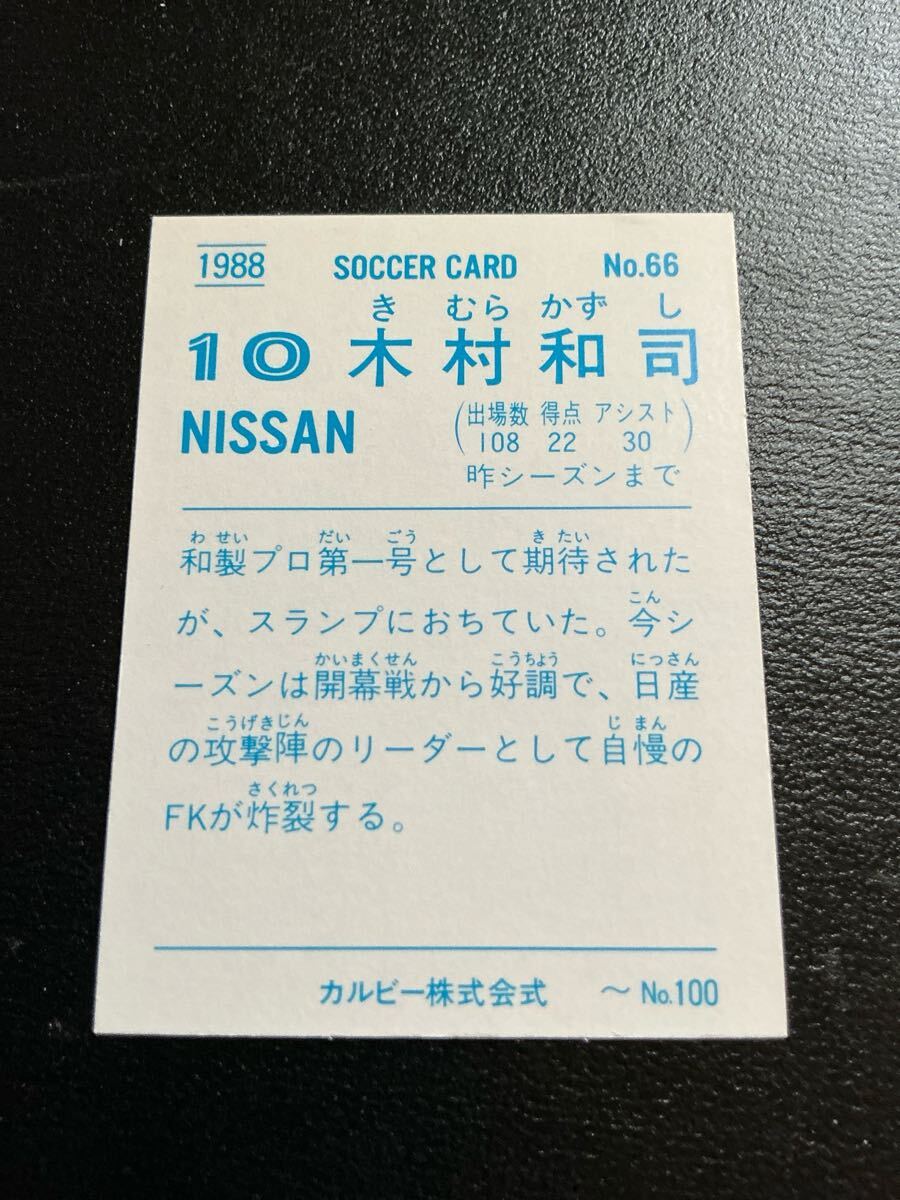 1988 SOCCER CARD No.66
き むら かず し
10 木村和司
NISSAN
(出場数 得点 アシスト
108 22 30)
昨シーズンまで
わ せい だい ごう き たい
和製プロ第一号として期待された
こん
が、スランプにおちていた。今シ
かいまくせん こうちょう にっさん
ーズンは開幕戦から好調で、日産
こうげきじん じ まん
の攻撃陣のリーダーとして自慢の
さくれつ
FKが炸裂する。
カルビー株式会式 〜No.100